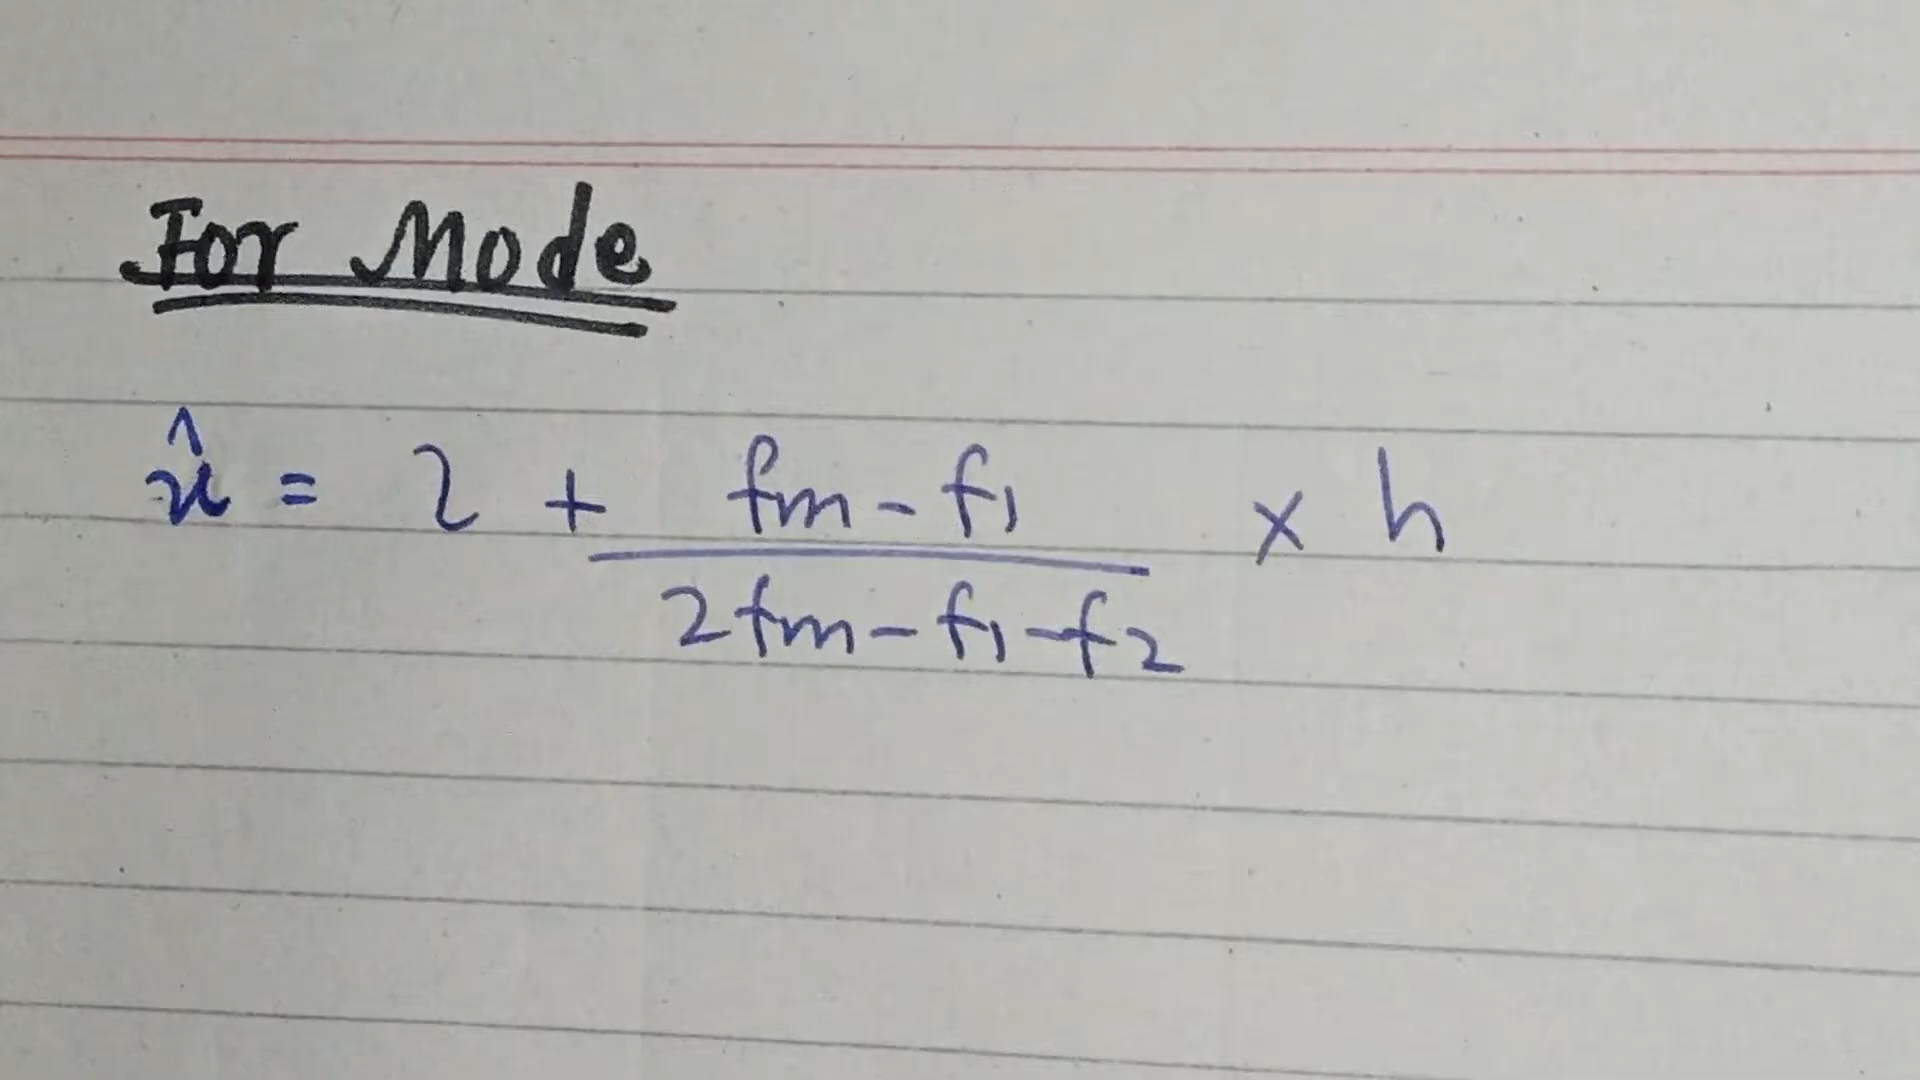 For Mode
x̂ = l + fm - f1 / 2fm - f1 - f2 × h